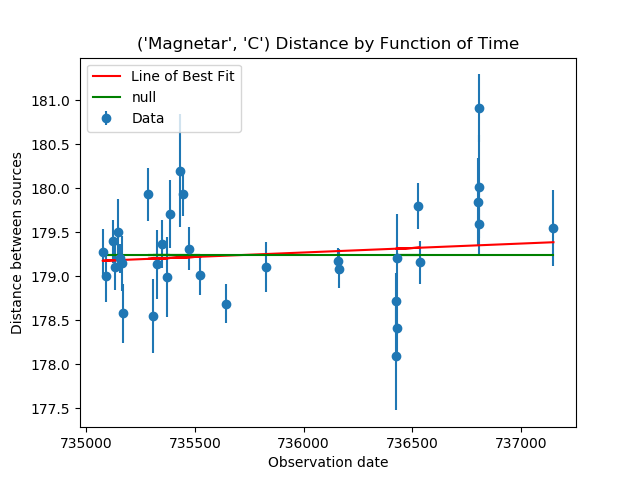 ('Magnetar', 'C') Distance by Function of Time
Line of Best Fit
null
Data
Distance between sources
181.0
180.5
180.0
179.5
179.0
178.5
178.0
177.5
735000 735500 736000 736500 737000
Observation date